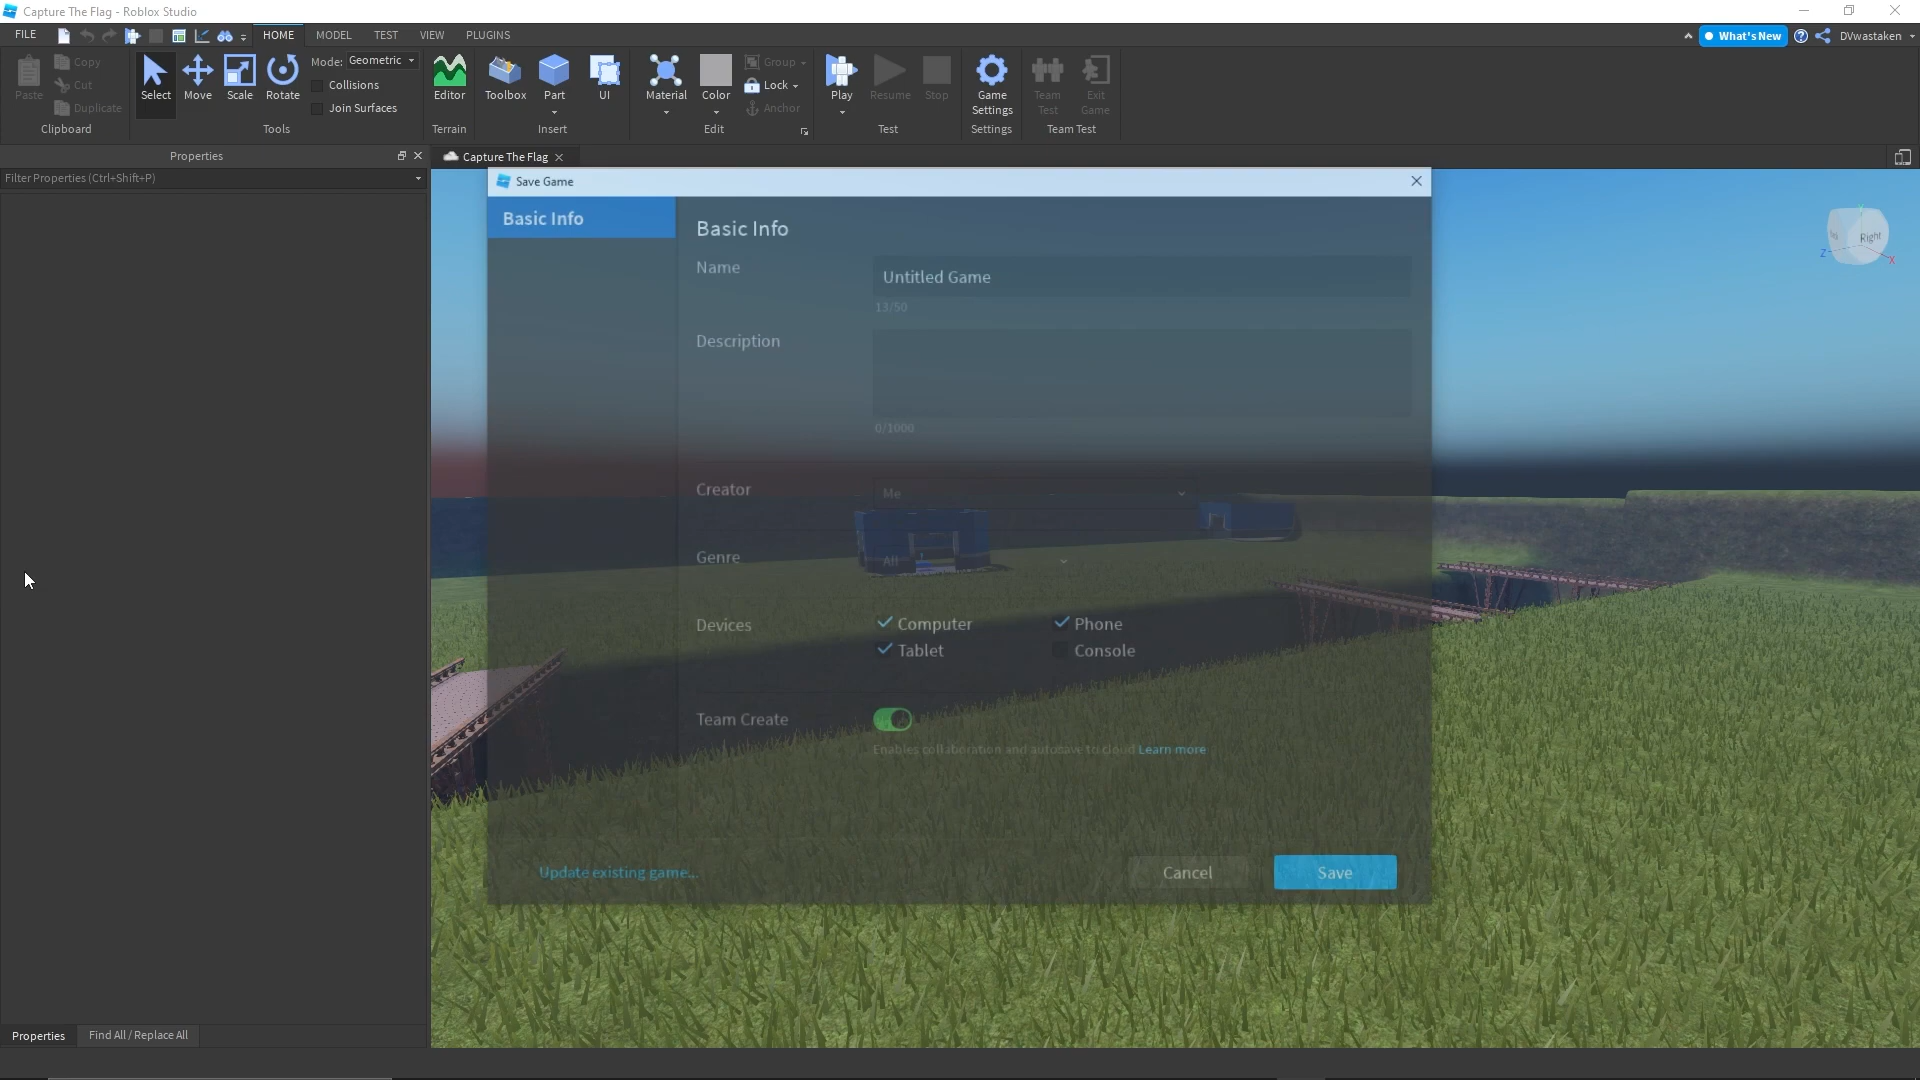 Capture The Flag - Roblox Studio
FILE
HOME
MODEL
TEST
VIEW
PLUGINS
What's New
DVwastaken
Paste
Copy
Cut
Duplicate
Clipboard
Select
Move
Scale
Rotate
Mode: Geometric
Collisions
Join Surfaces
Tools
Editor
Terrain
Toolbox
Part
UI
Insert
Material
Color
Group
Lock
Anchor
Edit
Play
Resume
Stop
Test
Game
Settings
Settings
Team
Test
Exit
Game
Team Test
Properties
Filter Properties (Ctrl+Shift+P)
Capture The Flag
Save Game
Basic Info
Basic Info
Name
Untitled Game
13/50
Description
0/1000
Creator
Me
Genre
All
Devices
Computer
Phone
Tablet
Console
Team Create
Enables collaboration and autosave to cloud Learn more
Update existing game...
Cancel
Save
Right
Y
Z
X
Properties
Find All / Replace All